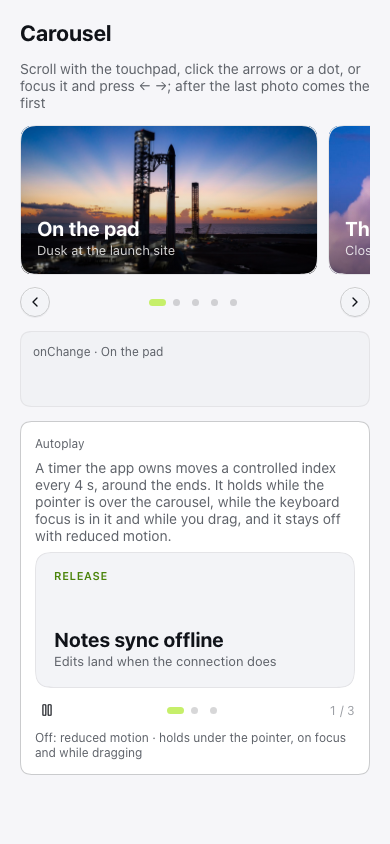 Carousel
Scroll with the touchpad, click the arrows or a dot, or
focus it and press ← →; after the last photo comes the
first
On the pad
Dusk at the launch site
Th
Clos
onChange · On the pad
Autoplay
A timer the app owns moves a controlled index
every 4 s, around the ends. It holds while the
pointer is over the carousel, while the keyboard
focus is in it and while you drag, and it stays off
with reduced motion.
RELEASE
Notes sync offline
Edits land when the connection does
1 / 3
Off: reduced motion · holds under the pointer, on focus
and while dragging